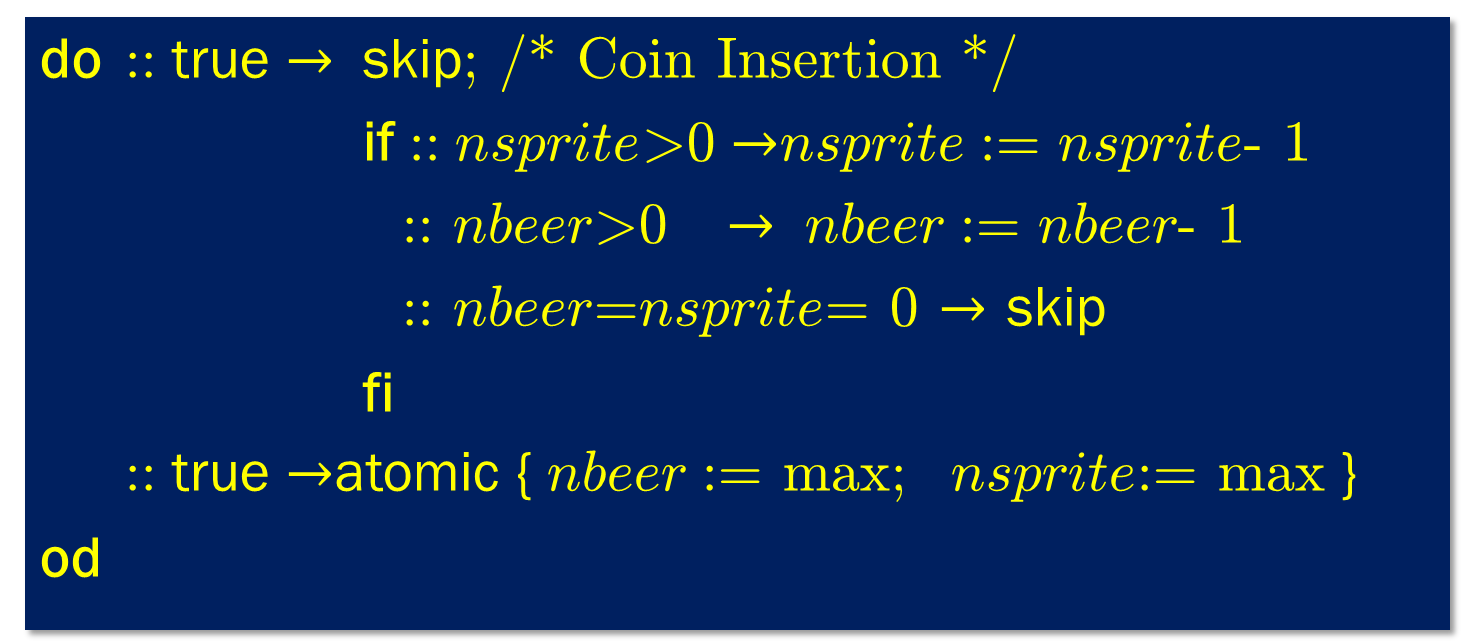 do :: true → skip; /* Coin Insertion */
if :: nsprite>0 →nsprite := nsprite- 1
:: nbeer>0 → nbeer := nbeer- 1
:: nbeer=nsprite= 0 → skip
fi
:: true →atomic { nbeer := max; nsprite:= max }
od